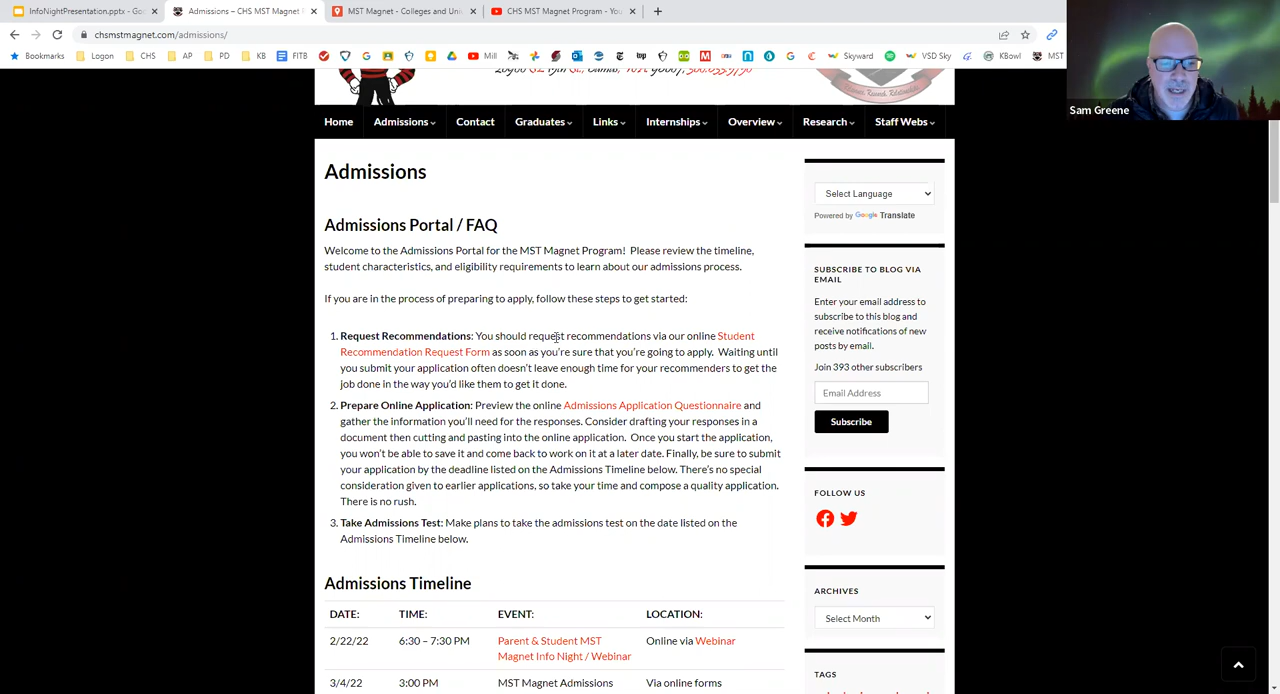 InfoNightPresentation.pptx - Go
Admissions – CHS MST Magnet P
MST Magnet - Colleges and Uni
CHS MST Magnet Program - You
chsmstmagnet.com/admissions/
Bookmarks
Logon
CHS
AP
PD
KB
FITB
Mill
Skyward
VSD Sky
KBowl
MST
Sam Greene
Home
Admissions
Contact
Graduates
Links
Internships
Overview
Research
Staff Webs
Admissions
Admissions Portal / FAQ
Welcome to the Admissions Portal for the MST Magnet Program! Please review the timeline,
student characteristics, and eligibility requirements to learn about our admissions process.
If you are in the process of preparing to apply, follow these steps to get started:
1. Request Recommendations: You should request recommendations via our online Student
Recommendation Request Form as soon as you're sure that you're going to apply. Waiting until
you submit your application often doesn't leave enough time for your recommenders to get the
job done in the way you'd like them to get it done.
2. Prepare Online Application: Preview the online Admissions Application Questionnaire and
gather the information you'll need for the responses. Consider drafting your responses in a
document then cutting and pasting into the online application. Once you start the application,
you won't be able to save it and come back to work on it at a later date. Finally, be sure to submit
your application by the deadline listed on the Admissions Timeline below. There's no special
consideration given to earlier applications, so take your time and compose a quality application.
There is no rush.
3. Take Admissions Test: Make plans to take the admissions test on the date listed on the
Admissions Timeline below.
Admissions Timeline
DATE: TIME: EVENT: LOCATION:
2/22/22 6:30 – 7:30 PM Parent & Student MST Online via Webinar
Magnet Info Night / Webinar
3/4/22 3:00 PM MST Magnet Admissions Via online forms
Select Language
Powered by Google Translate
SUBSCRIBE TO BLOG VIA
EMAIL
Enter your email address to
subscribe to this blog and
receive notifications of new
posts by email.
Join 393 other subscribers
Email Address
Subscribe
FOLLOW US
ARCHIVES
Select Month
TAGS